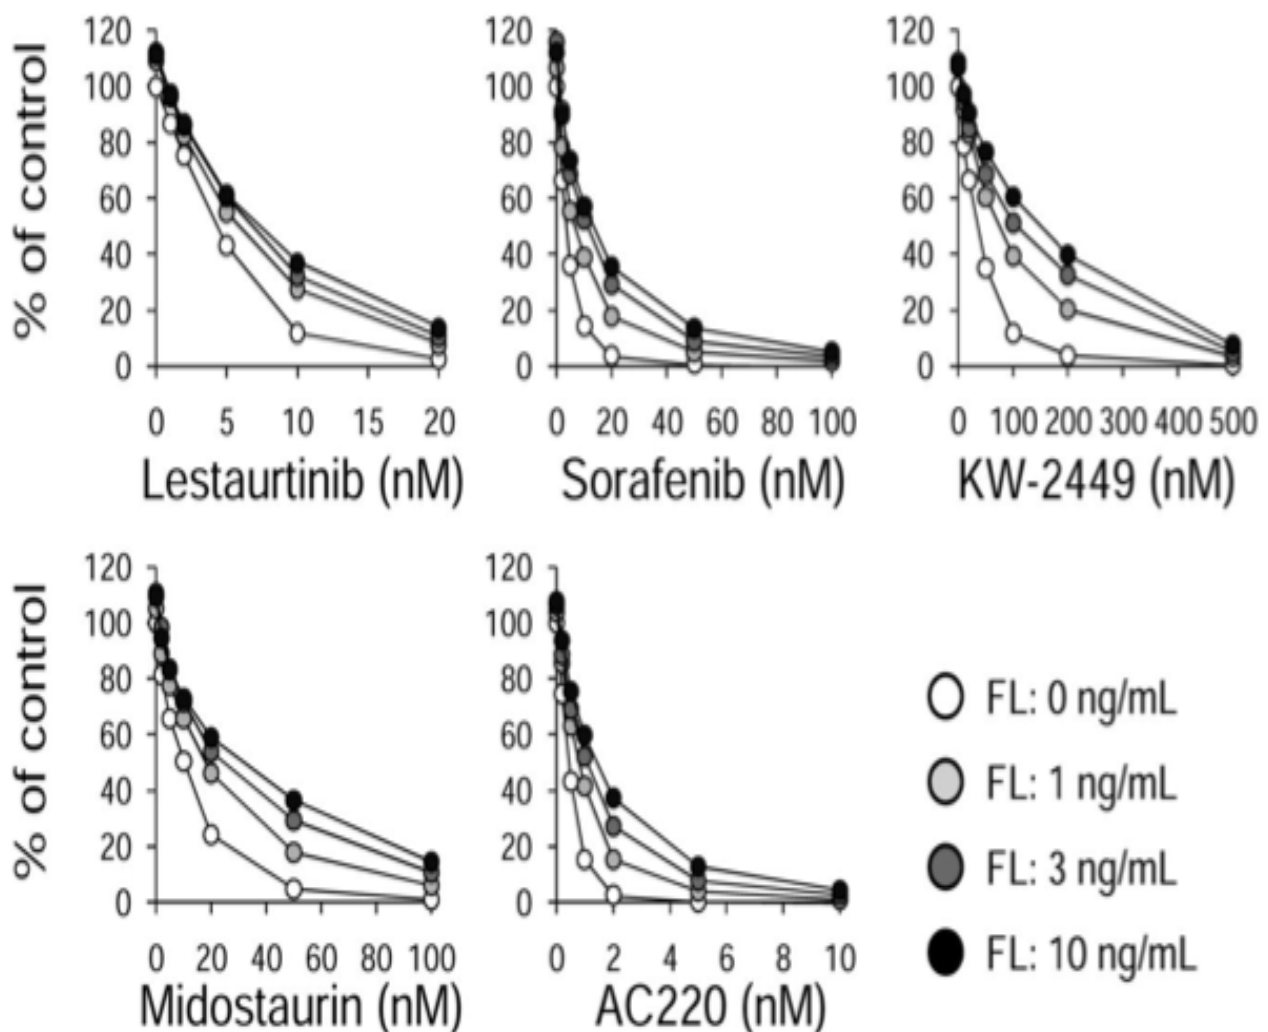 % of control
120
100
80
60
40
20
0
0 5 10 15 20
Lestaurtinib (nM)
120
100
80
60
40
20
0
0 20 40 60 80 100
Sorafenib (nM)
120
100
80
60
40
20
0
0 100 200 300 400 500
KW-2449 (nM)
% of control
120
100
80
60
40
20
0
0 20 40 60 80 100
Midostaurin (nM)
120
100
80
60
40
20
0
0 2 4 6 8 10
AC220 (nM)
FL: 0 ng/mL
FL: 1 ng/mL
FL: 3 ng/mL
FL: 10 ng/mL